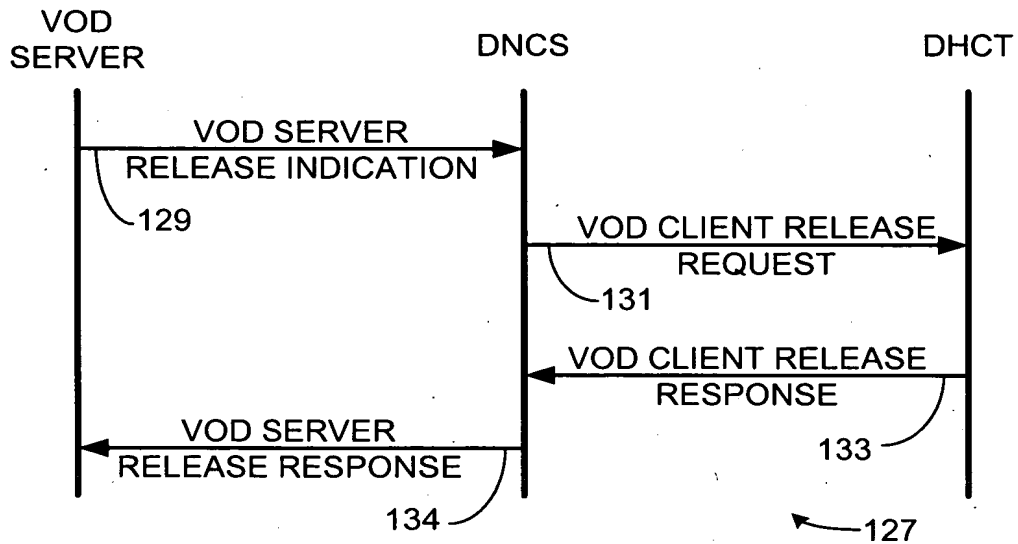 VOD
SERVER
DNCS
DHCT
VOD SERVER
RELEASE INDICATION
129
VOD CLIENT RELEASE
REQUEST
131
VOD CLIENT RELEASE
RESPONSE
133
VOD SERVER
RELEASE RESPONSE
134
127